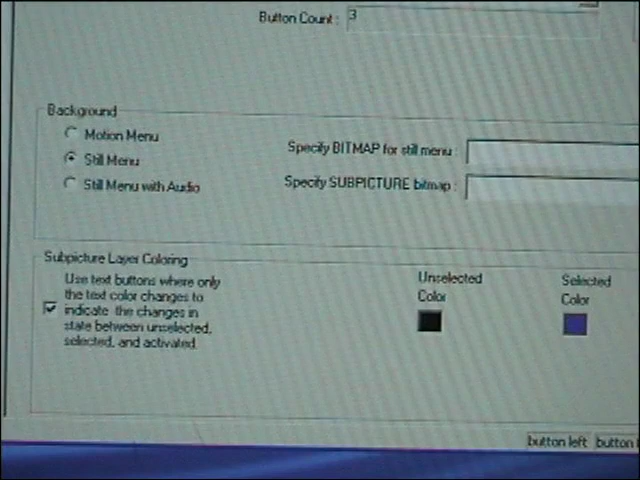 Button Count : 3
Background
Motion Menu
Still Menu
Still Menu with Audio
Specify BITMAP for still menu :
Specify SUBPICTURE bitmap :
Subpicture Layer Coloring
Use text buttons where only
the text color changes to
indicate the changes in
state between unselected,
selected, and activated.
Unselected
Color
Selected
Color
button left
button